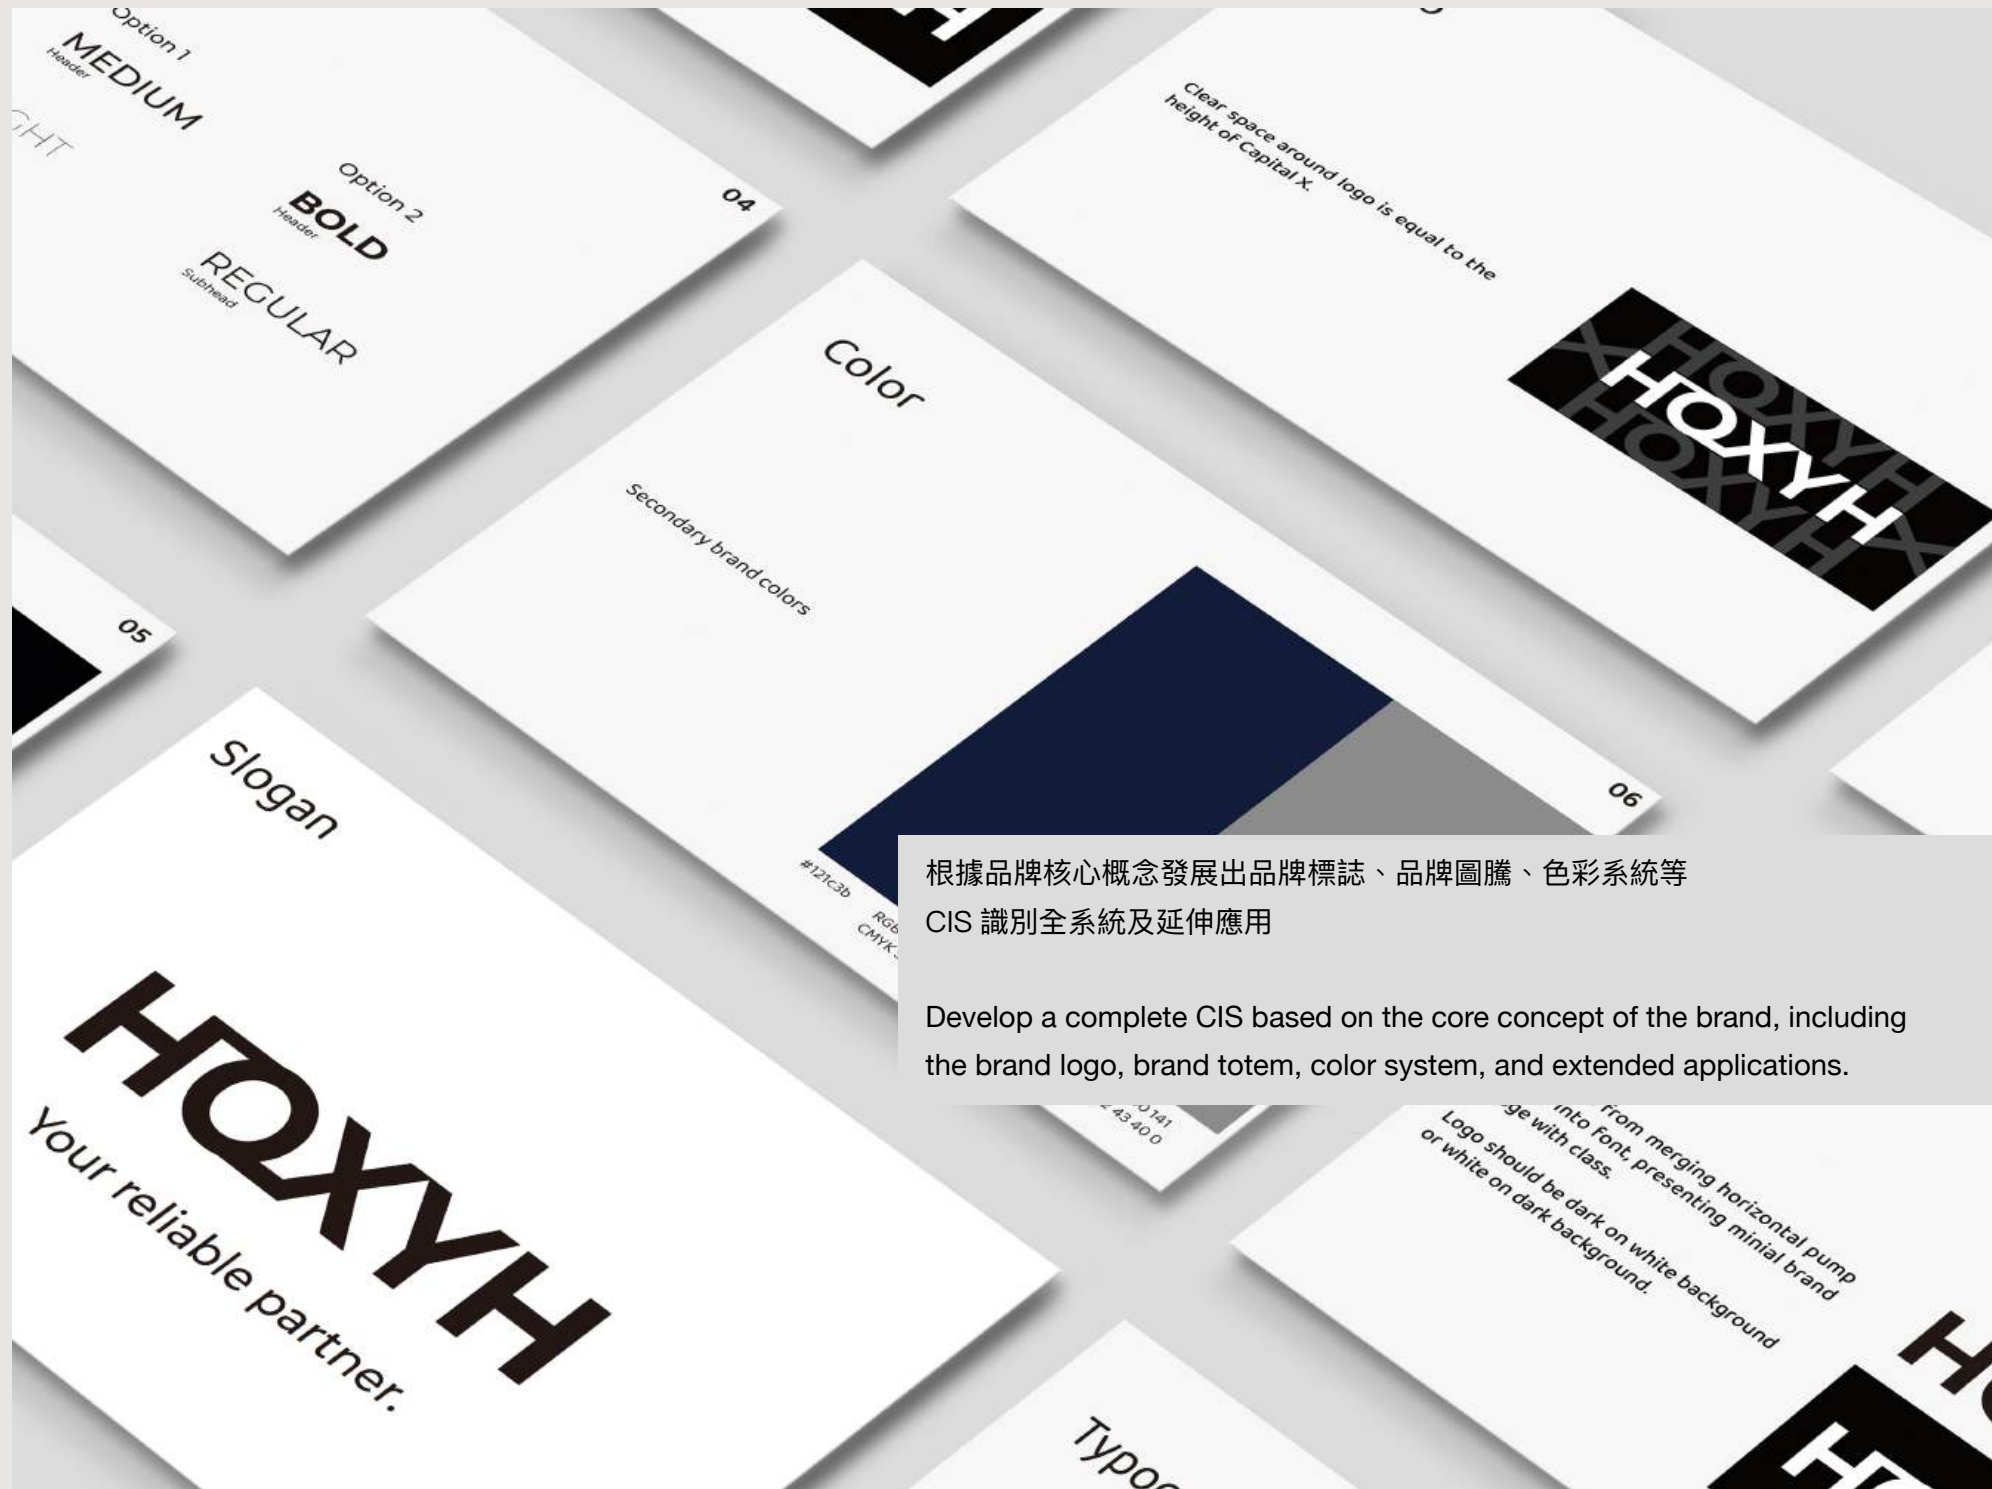 Option 1
MEDIUM
Header
Option 2
BOLD
Header
REGULAR
Subhead
04
Clear space around logo is equal to the
height of Capital X.
HQXYH
HQXYH
HQXYH
05
Color
Secondary brand colors
#121c3b
06
Slogan
HQXYH
Your reliable partner.
根據品牌核心概念發展出品牌標誌、品牌圖騰、色彩系統等
CIS 識別全系統及延伸應用
Develop a complete CIS based on the core concept of the brand, including
the brand logo, brand totem, color system, and extended applications.
141
43 40 0
from merging horizontal pump
into font, presenting minial brand
with class.
Logo should be dark on white background
or white on dark background.